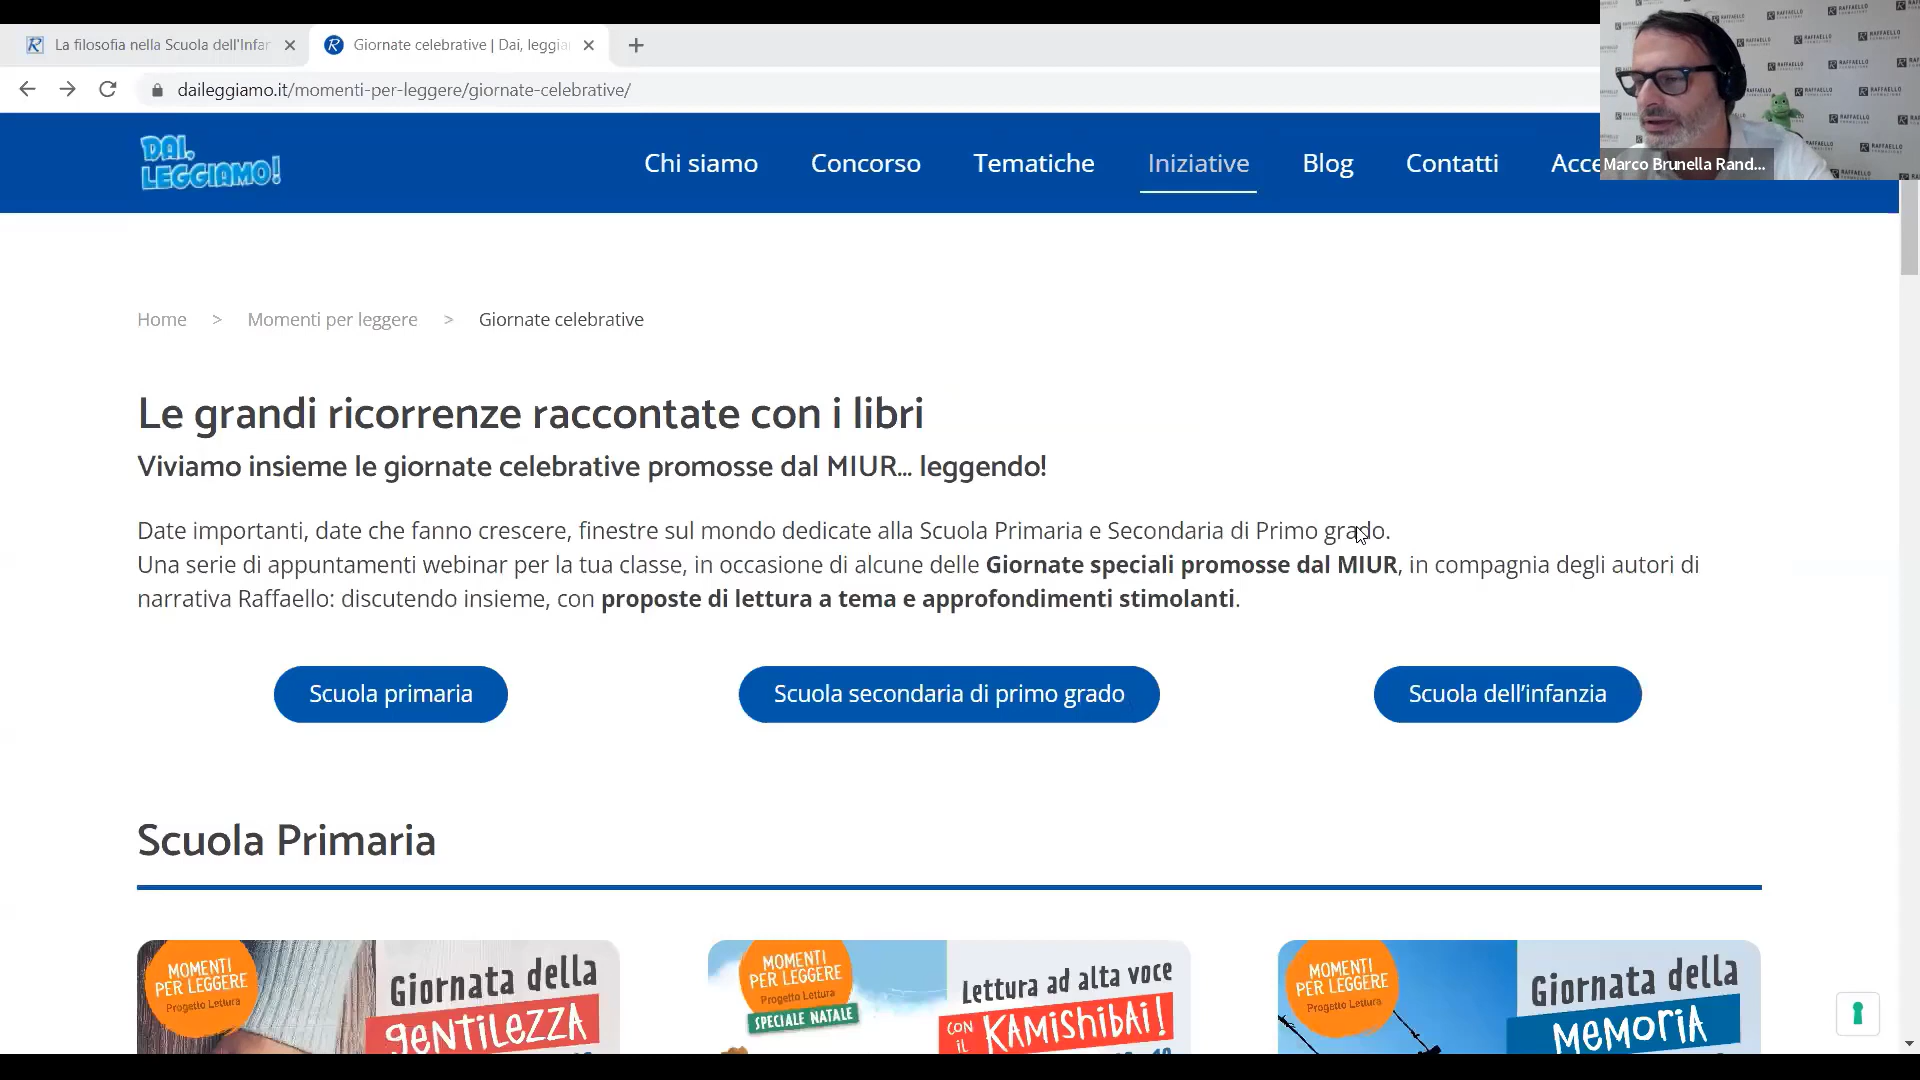 La filosofia nella Scuola dell'Infar
Giornate celebrative | Dai, leggia
daileggiamo.it/momenti-per-leggere/giornate-celebrative/
DAI, LEGGIAMO!
Chi siamo
Concorso
Tematiche
Iniziative
Blog
Contatti
Acce
RAFFAELLO
FORMAZIONE
Marco Brunella Rand...
Home > Momenti per leggere > Giornate celebrative
Le grandi ricorrenze raccontate con i libri
Viviamo insieme le giornate celebrative promosse dal MIUR... leggendo!
Date importanti, date che fanno crescere, finestre sul mondo dedicate alla Scuola Primaria e Secondaria di Primo grado.
Una serie di appuntamenti webinar per la tua classe, in occasione di alcune delle Giornate speciali promosse dal MIUR, in compagnia degli autori di
narrativa Raffaello: discutendo insieme, con proposte di lettura a tema e approfondimenti stimolanti.
Scuola primaria
Scuola secondaria di primo grado
Scuola dell'infanzia
Scuola Primaria
MOMENTI
PER LEGGERE
Progetto Lettura
Giornata della
GENTILEZZA
MOMENTI
PER LEGGERE
Progetto Lettura
SPECIALE NATALE
Lettura ad alta voce
CON IL KAMISHIBAI!
MOMENTI
PER LEGGERE
Progetto Lettura
Giornata della
MEMORIA